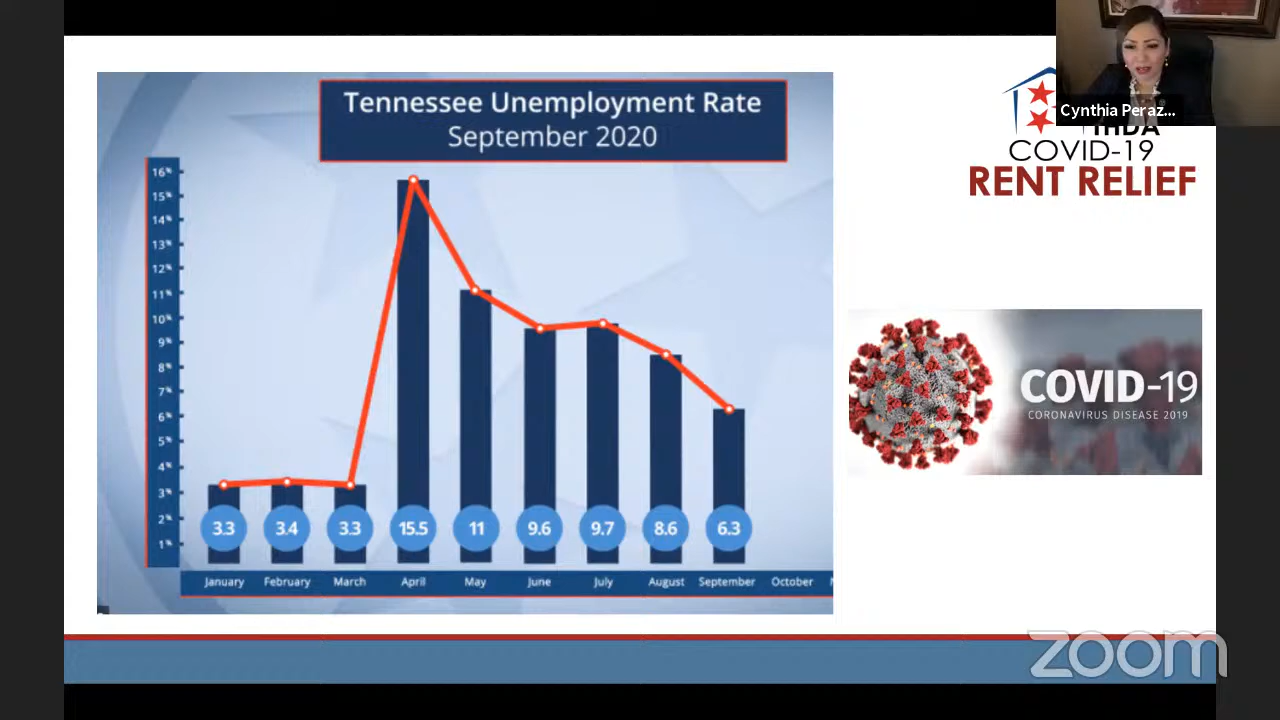 Tennessee Unemployment Rate
September 2020
16%
15%
14%
13%
12%
11%
10%
9%
8%
7%
6%
5%
4%
3%
2%
1%
3.3
3.4
3.3
15.5
11
9.6
9.7
8.6
6.3
January
February
March
April
May
June
July
August
September
October
Cynthia Peraz...
THDA
COVID-19
RENT RELIEF
COVID-19
CORONAVIRUS DISEASE 2019
zoom